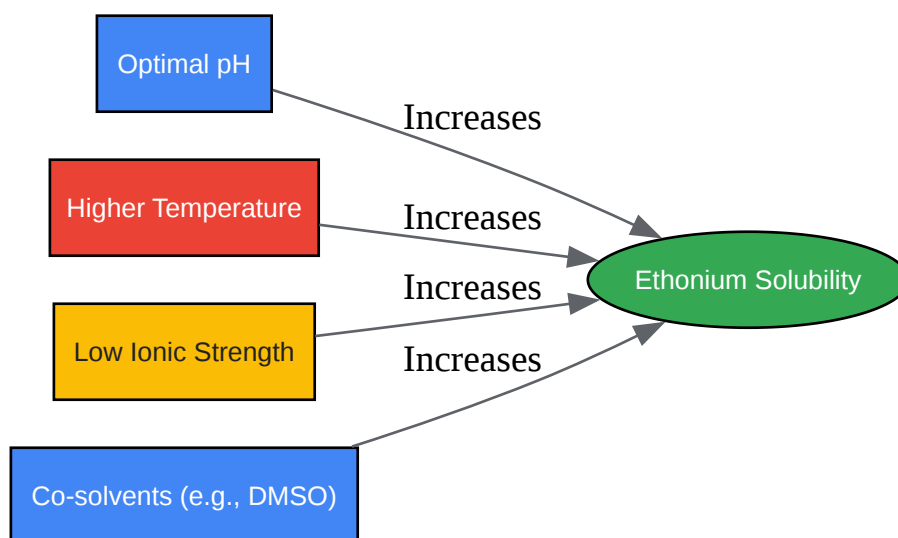 Optimal pH
Increases
Higher Temperature
Increases
Ethonium Solubility
Increases
Low Ionic Strength
Increases
Co-solvents (e.g., DMSO)